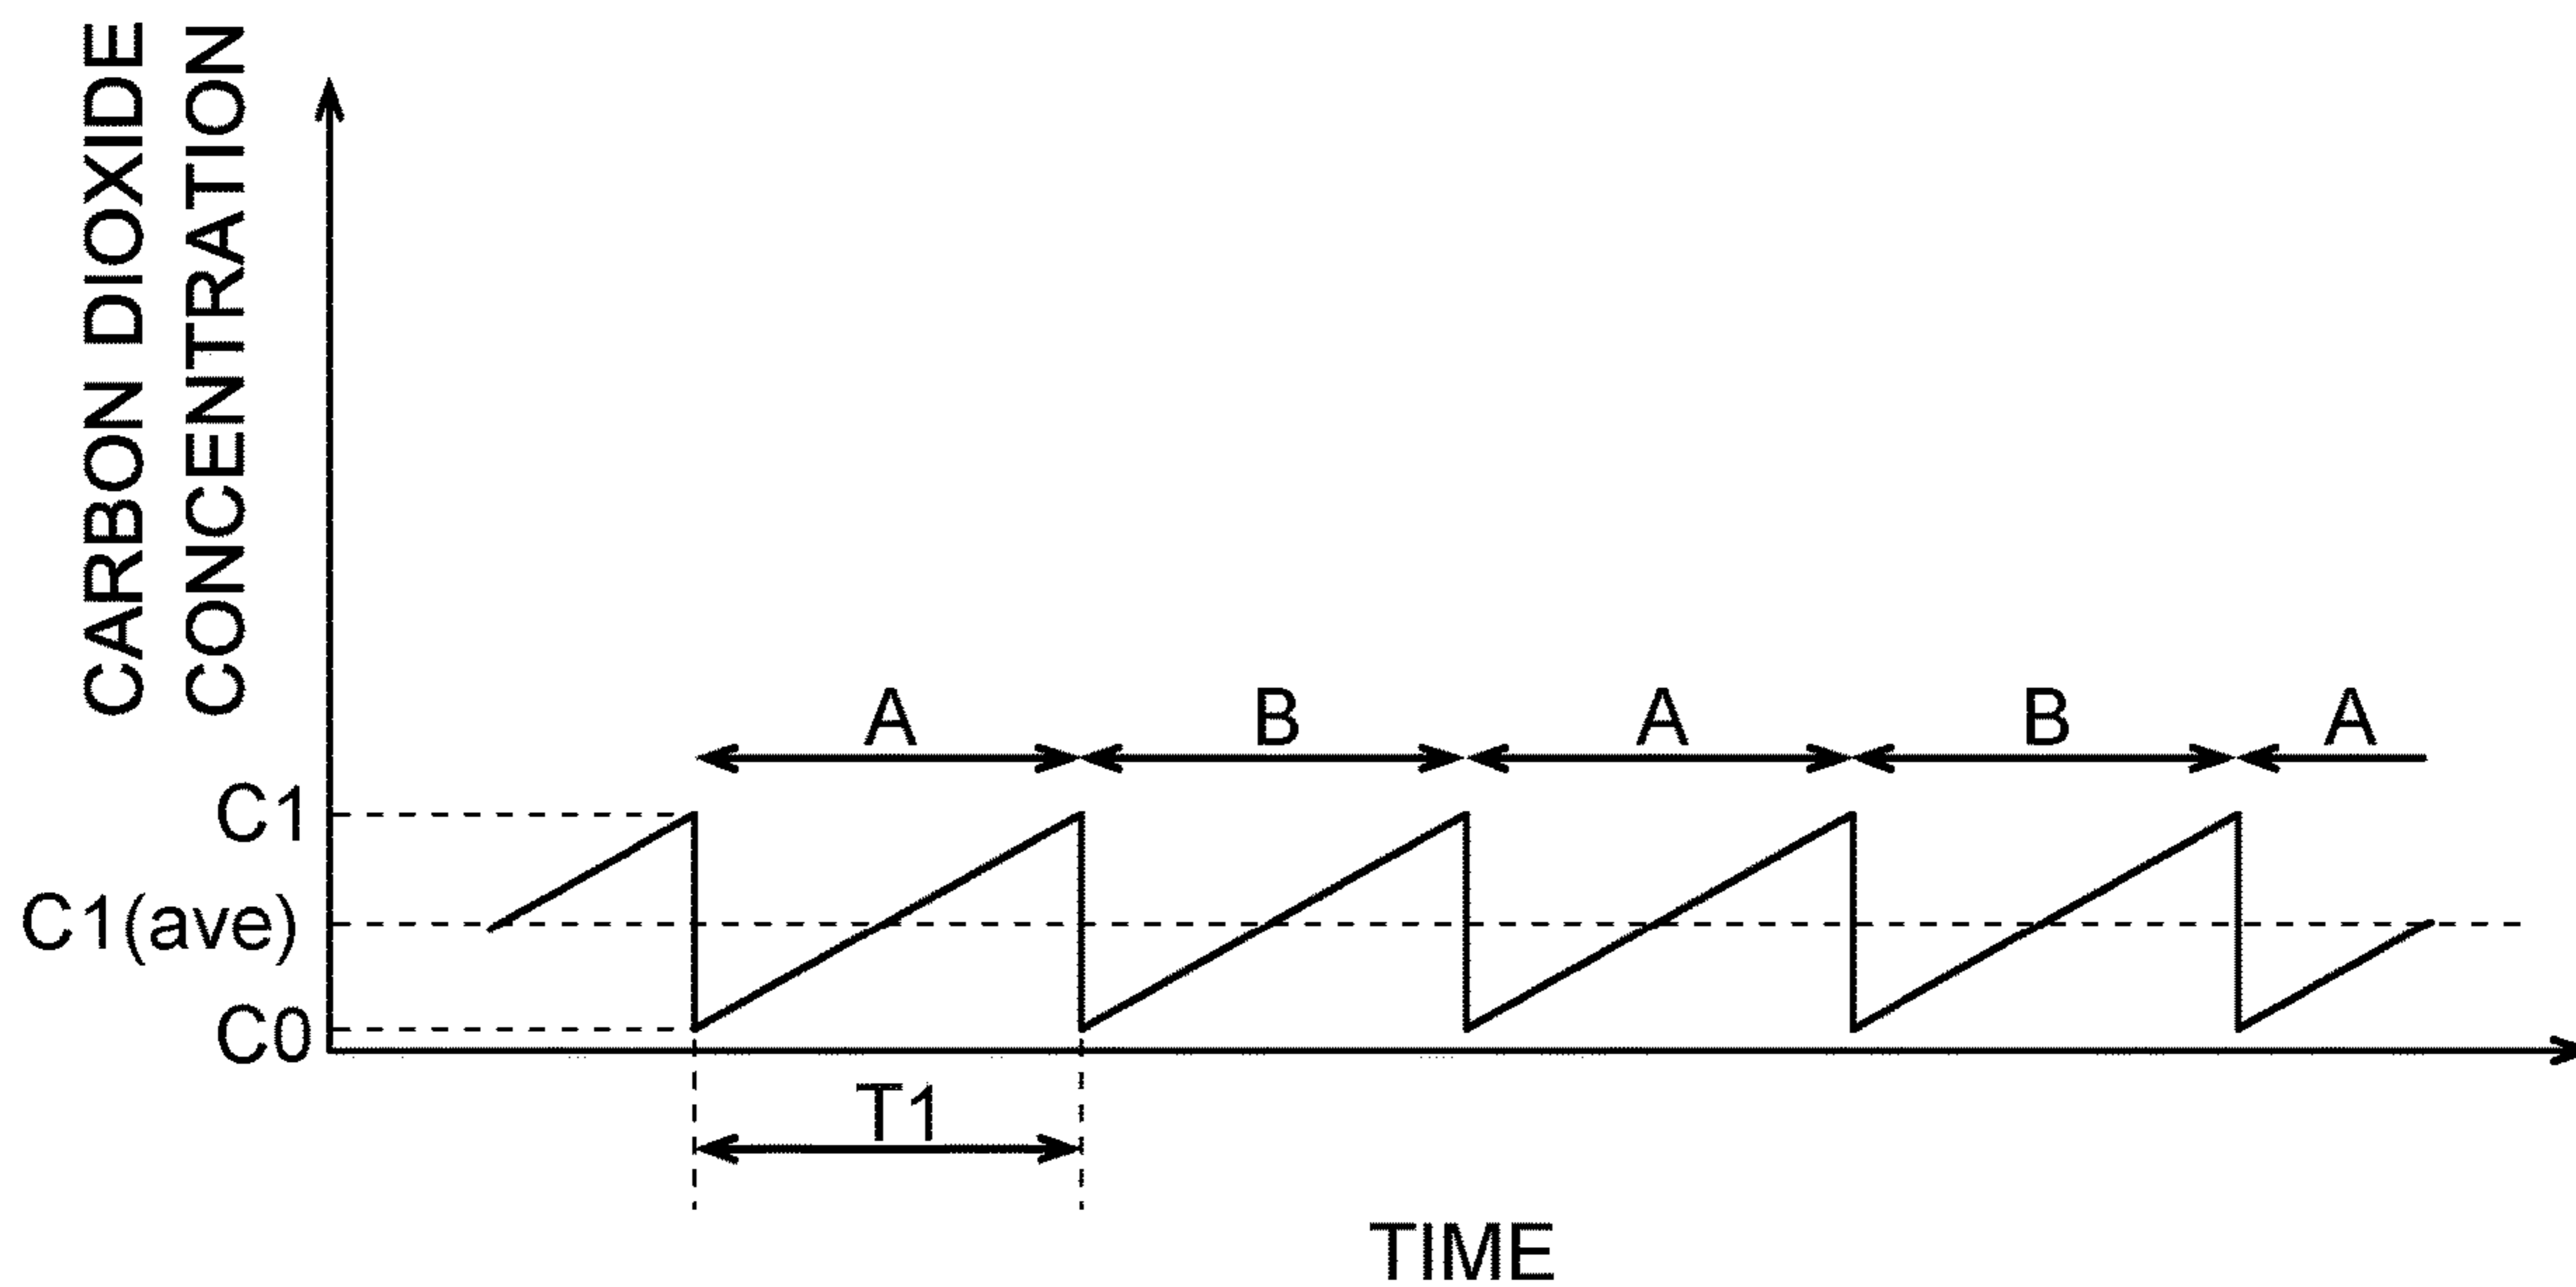 CARBON DIOXIDE
CONCENTRATION
A B A B A
C1
C1(ave)
C0
T1
TIME